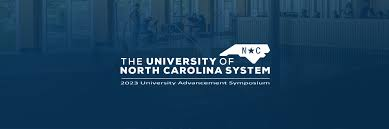 N★C
THE UNIVERSITY OF
NORTH CAROLINA SYSTEM
2023 University Advancement Symposium